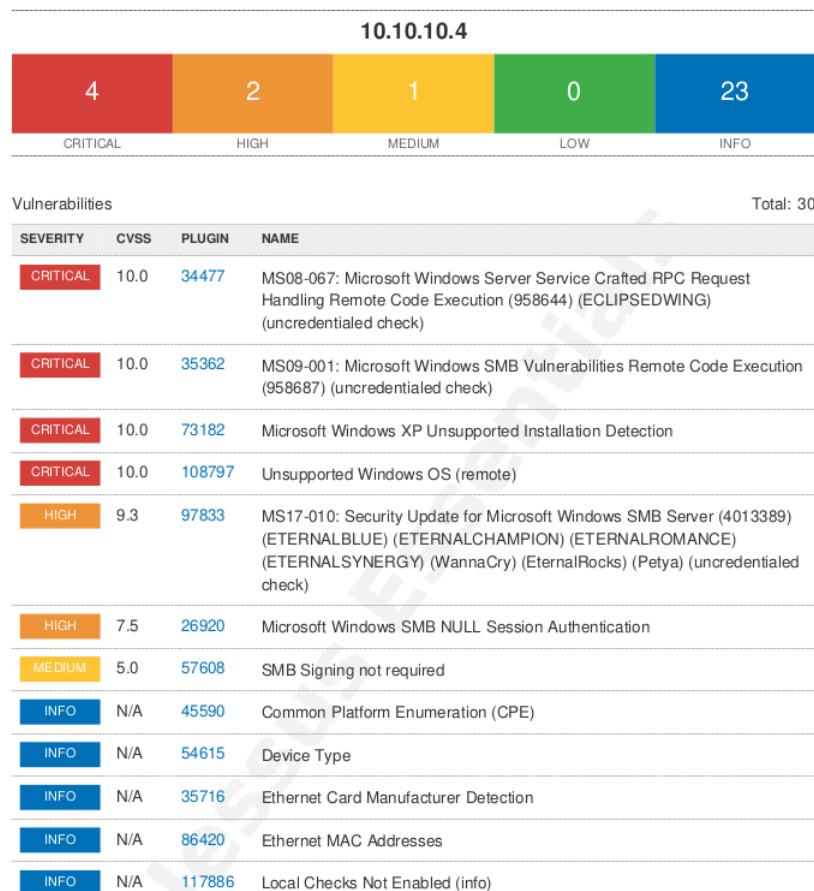 10.10.10.4
4 2 1 0 23
CRITICAL HIGH MEDIUM LOW INFO
Vulnerabilities Total: 30
SEVERITY CVSS PLUGIN NAME
CRITICAL 10.0 34477 MS08-067: Microsoft Windows Server Service Crafted RPC Request
Handling Remote Code Execution (958644) (ECLIPSEDWING)
(uncredentialed check)
CRITICAL 10.0 35362 MS09-001: Microsoft Windows SMB Vulnerabilities Remote Code Execution
(958687) (uncredentialed check)
CRITICAL 10.0 73182 Microsoft Windows XP Unsupported Installation Detection
CRITICAL 10.0 108797 Unsupported Windows OS (remote)
HIGH 9.3 97833 MS17-010: Security Update for Microsoft Windows SMB Server (4013389)
(ETERNALBLUE) (ETERNALCHAMPION) (ETERNALROMANCE)
(ETERNALSYNERGY) (WannaCry) (EternalRocks) (Petya) (uncredentialed
check)
HIGH 7.5 26920 Microsoft Windows SMB NULL Session Authentication
MEDIUM 5.0 57608 SMB Signing not required
INFO N/A 45590 Common Platform Enumeration (CPE)
INFO N/A 54615 Device Type
INFO N/A 35716 Ethernet Card Manufacturer Detection
INFO N/A 86420 Ethernet MAC Addresses
INFO N/A 117886 Local Checks Not Enabled (info)
lessus Essentials